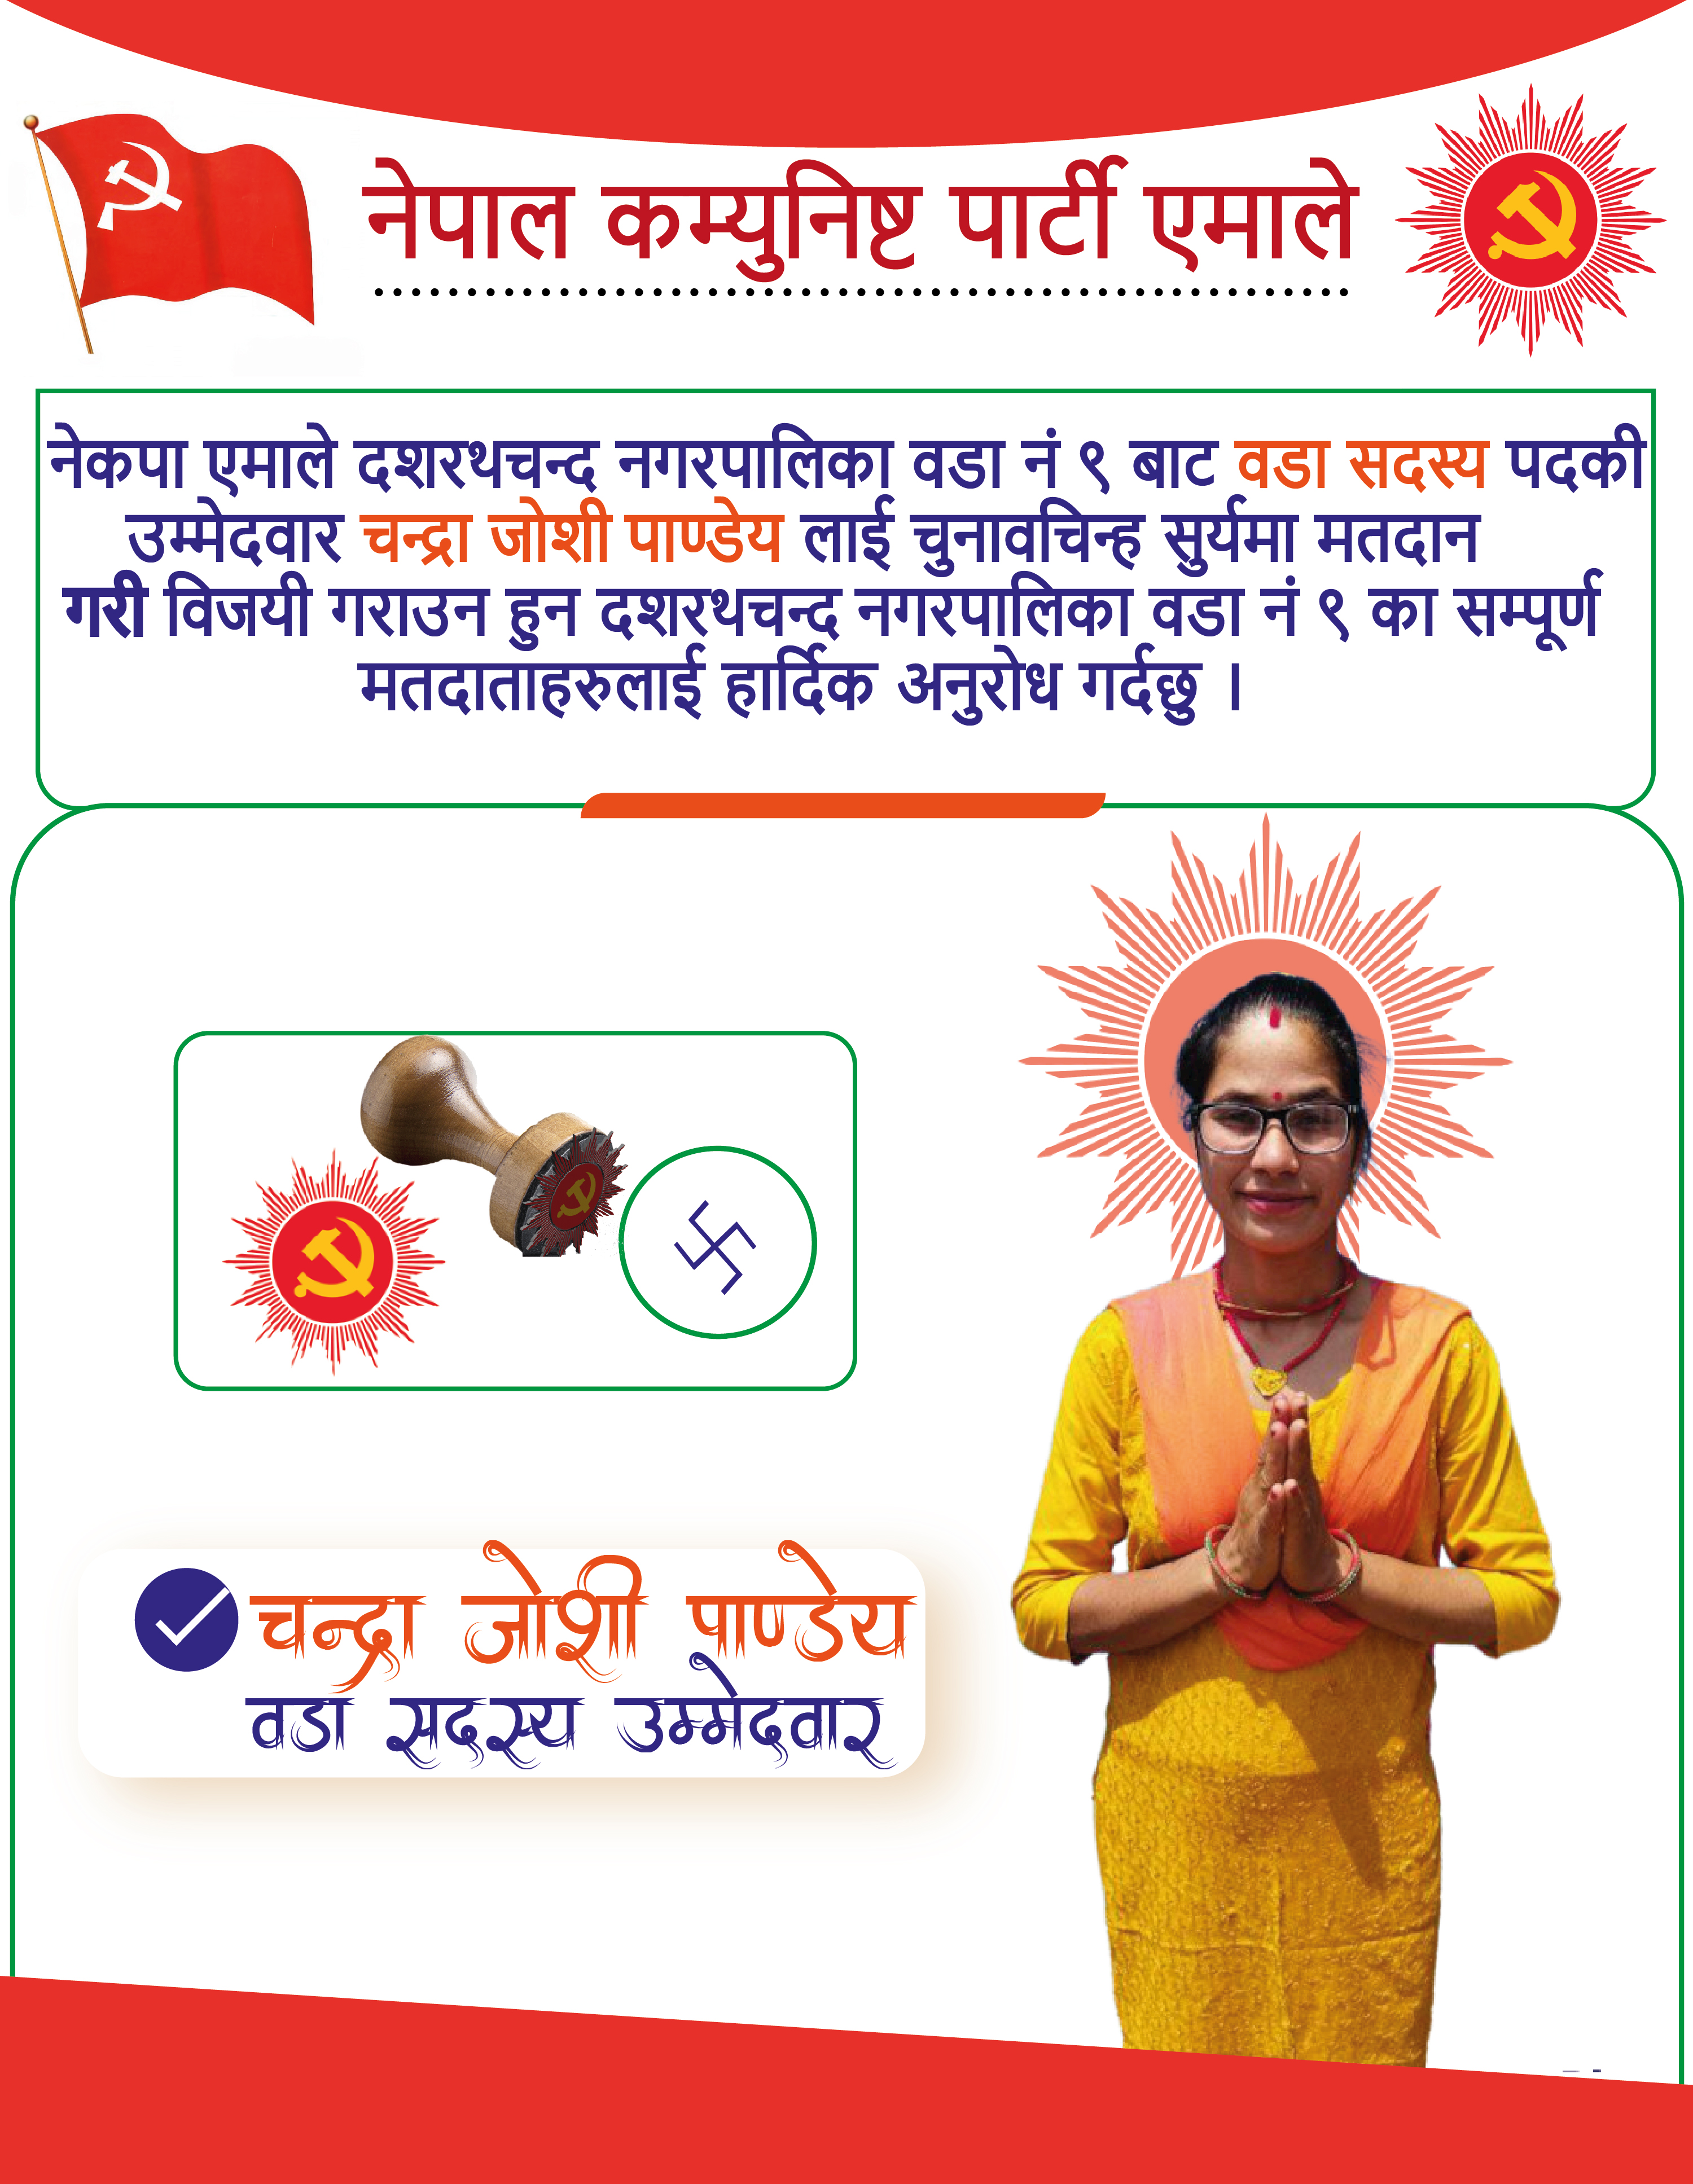 नेपाल कम्युनिष्ट पार्टी एमाले
नेकपा एमाले दशरथचन्द नगरपालिका वडा नं ९ बाट वडा सदस्य पदकी
उम्मेदवार चन्द्रा जोशी पाण्डेय लाई चुनावचिन्ह सुर्यमा मतदान
गरी विजयी गराउन हुन दशरथचन्द नगरपालिका वडा नं ९ का सम्पूर्ण
मतदाताहरुलाई हार्दिक अनुरोध गर्दछु ।
चन्द्रा जोशी पाण्डेय
वडा सदस्य उम्मेदवार